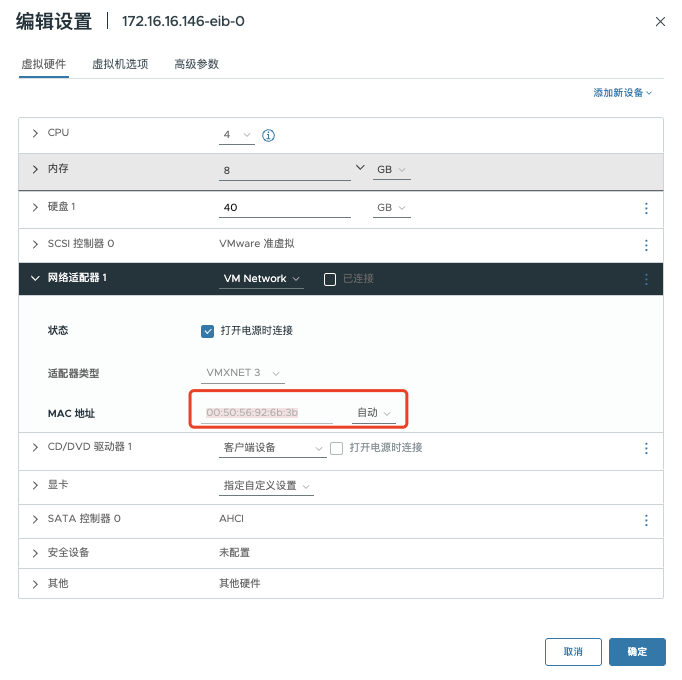 编辑设置 | 172.16.16.146-eib-0
虚拟硬件 虚拟机选项 高级参数
添加新设备
CPU 4
内存 8 GB
硬盘 1 40 GB
SCSI 控制器 0 VMware 准虚拟
网络适配器 1 VM Network 已连接
状态 打开电源时连接
适配器类型 VMXNET 3
MAC 地址 00:50:56:92:6b:3b 自动
CD/DVD 驱动器 1 客户端设备 打开电源时连接
显卡 指定自定义设置
SATA 控制器 0 AHCI
安全设备 未配置
其他 其他硬件
取消 确定